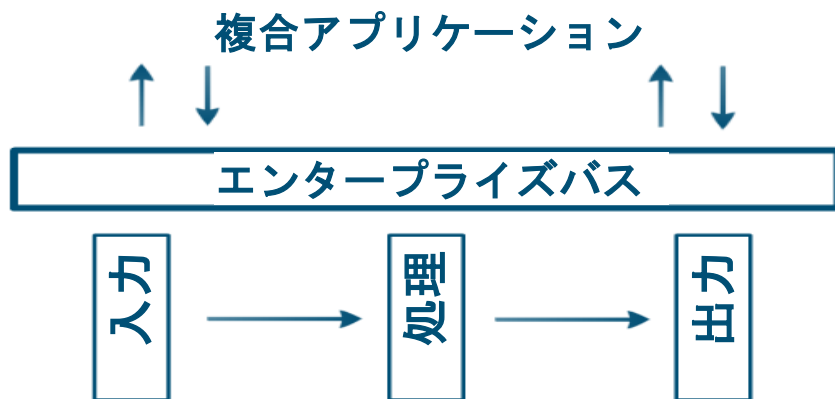 複合アプリケーション
エンタープライズバス
入力
処理
出力